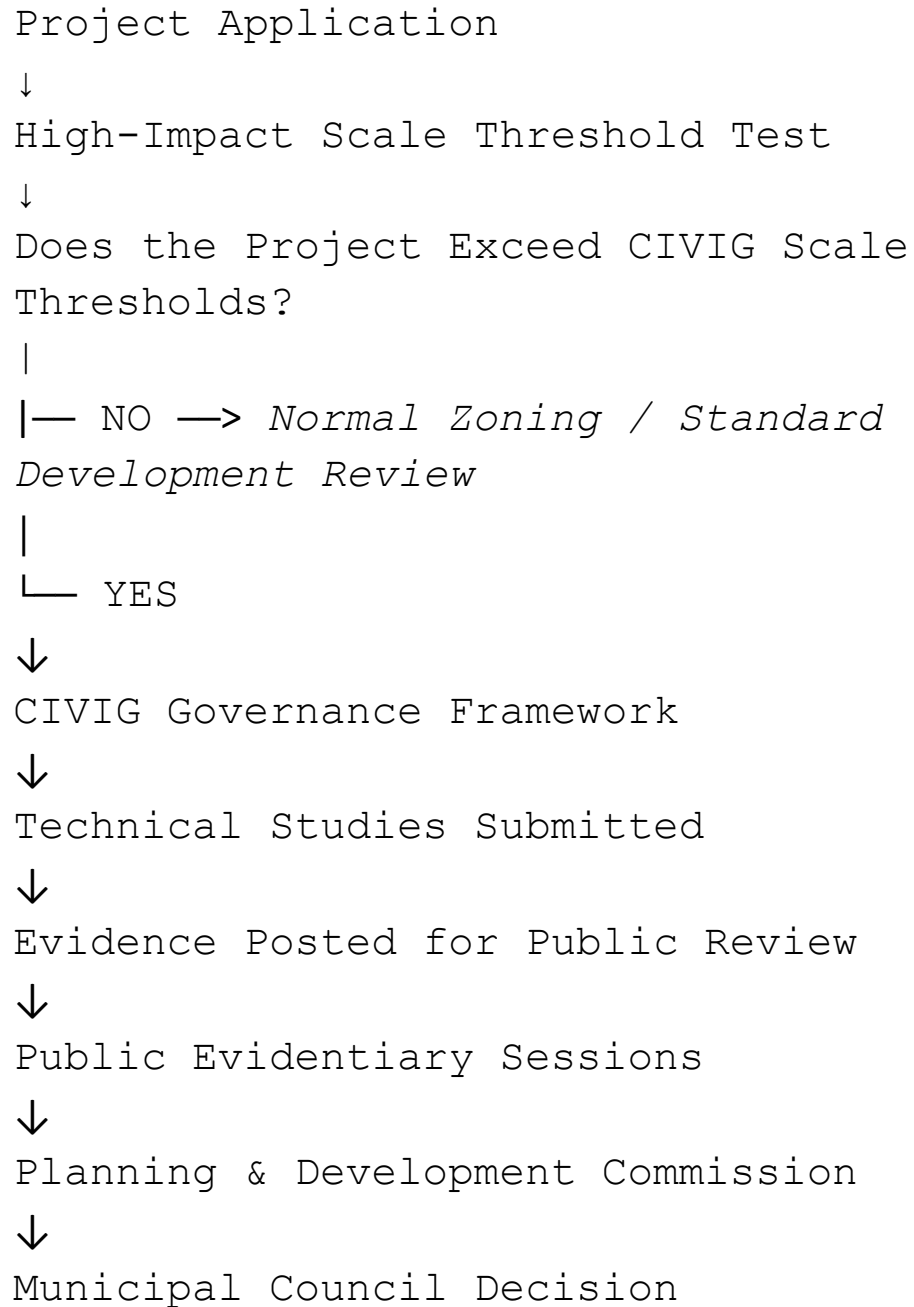 Project Application
↓
High-Impact Scale Threshold Test
↓
Does the Project Exceed CIVIG Scale
Thresholds?
|
|── NO ──> Normal Zoning / Standard
Development Review
|
└── YES
↓
CIVIG Governance Framework
↓
Technical Studies Submitted
↓
Evidence Posted for Public Review
↓
Public Evidentiary Sessions
↓
Planning & Development Commission
↓
Municipal Council Decision